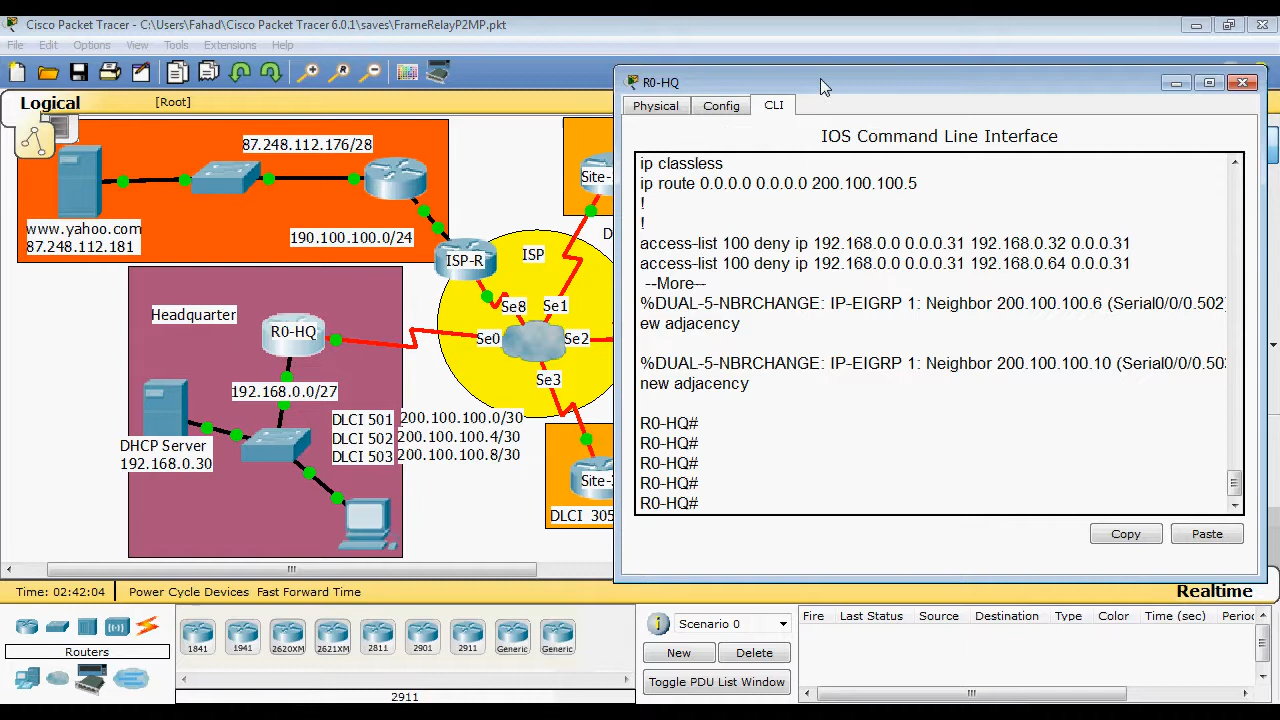 Cisco Packet Tracer - C:\Users\Fahad\Cisco Packet Tracer 6.0.1\saves\FrameRelayP2MP.pkt
File Edit Options View Tools Extensions Help
Logical
[Root]
87.248.112.176/28
www.yahoo.com
87.248.112.181
190.100.100.0/24
ISP-R
ISP
Site-
D
Se8
Se1
Se0
Se2
Se3
Headquarter
R0-HQ
192.168.0.0/27
DHCP Server
192.168.0.30
DLCI 501 200.100.100.0/30
DLCI 502 200.100.100.4/30
DLCI 503 200.100.100.8/30
Site-
DLCI 305
R0-HQ
Physical Config CLI
IOS Command Line Interface
ip classless
ip route 0.0.0.0 0.0.0.0 200.100.100.5
!
!
access-list 100 deny ip 192.168.0.0 0.0.0.31 192.168.0.32 0.0.0.31
access-list 100 deny ip 192.168.0.0 0.0.0.31 192.168.0.64 0.0.0.31
--More--
%DUAL-5-NBRCHANGE: IP-EIGRP 1: Neighbor 200.100.100.6 (Serial0/0/0.502)
ew adjacency
%DUAL-5-NBRCHANGE: IP-EIGRP 1: Neighbor 200.100.100.10 (Serial0/0/0.50
new adjacency
R0-HQ#
R0-HQ#
R0-HQ#
R0-HQ#
R0-HQ#
Copy Paste
Time: 02:42:04 Power Cycle Devices Fast Forward Time
Realtime
Routers
1841 1941 2620XM 2621XM 2811 2901 2911 Generic Generic
2911
Scenario 0
New Delete
Toggle PDU List Window
Fire Last Status Source Destination Type Color Time (sec) Perio